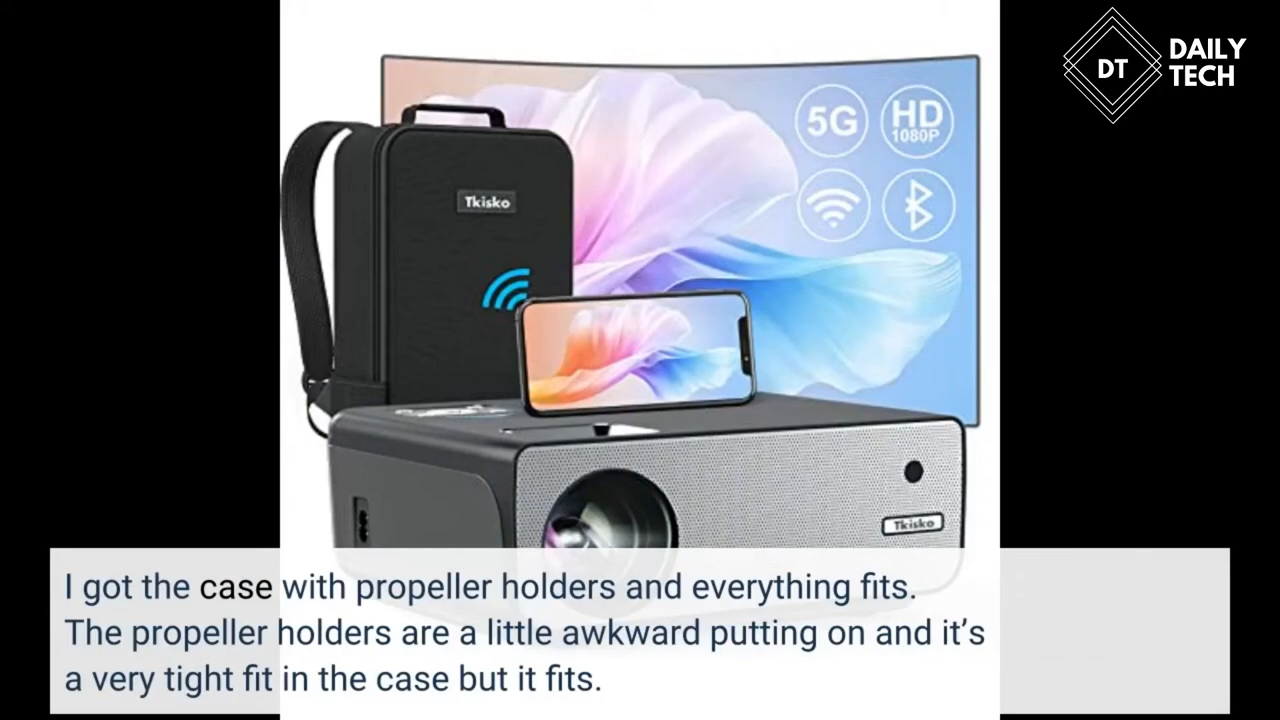 DT
DAILY
TECH
5G
HD
1080P
Tkisko
Tkisko
I got the case with propeller holders and everything fits.
The propeller holders are a little awkward putting on and it’s
a very tight fit in the case but it fits.